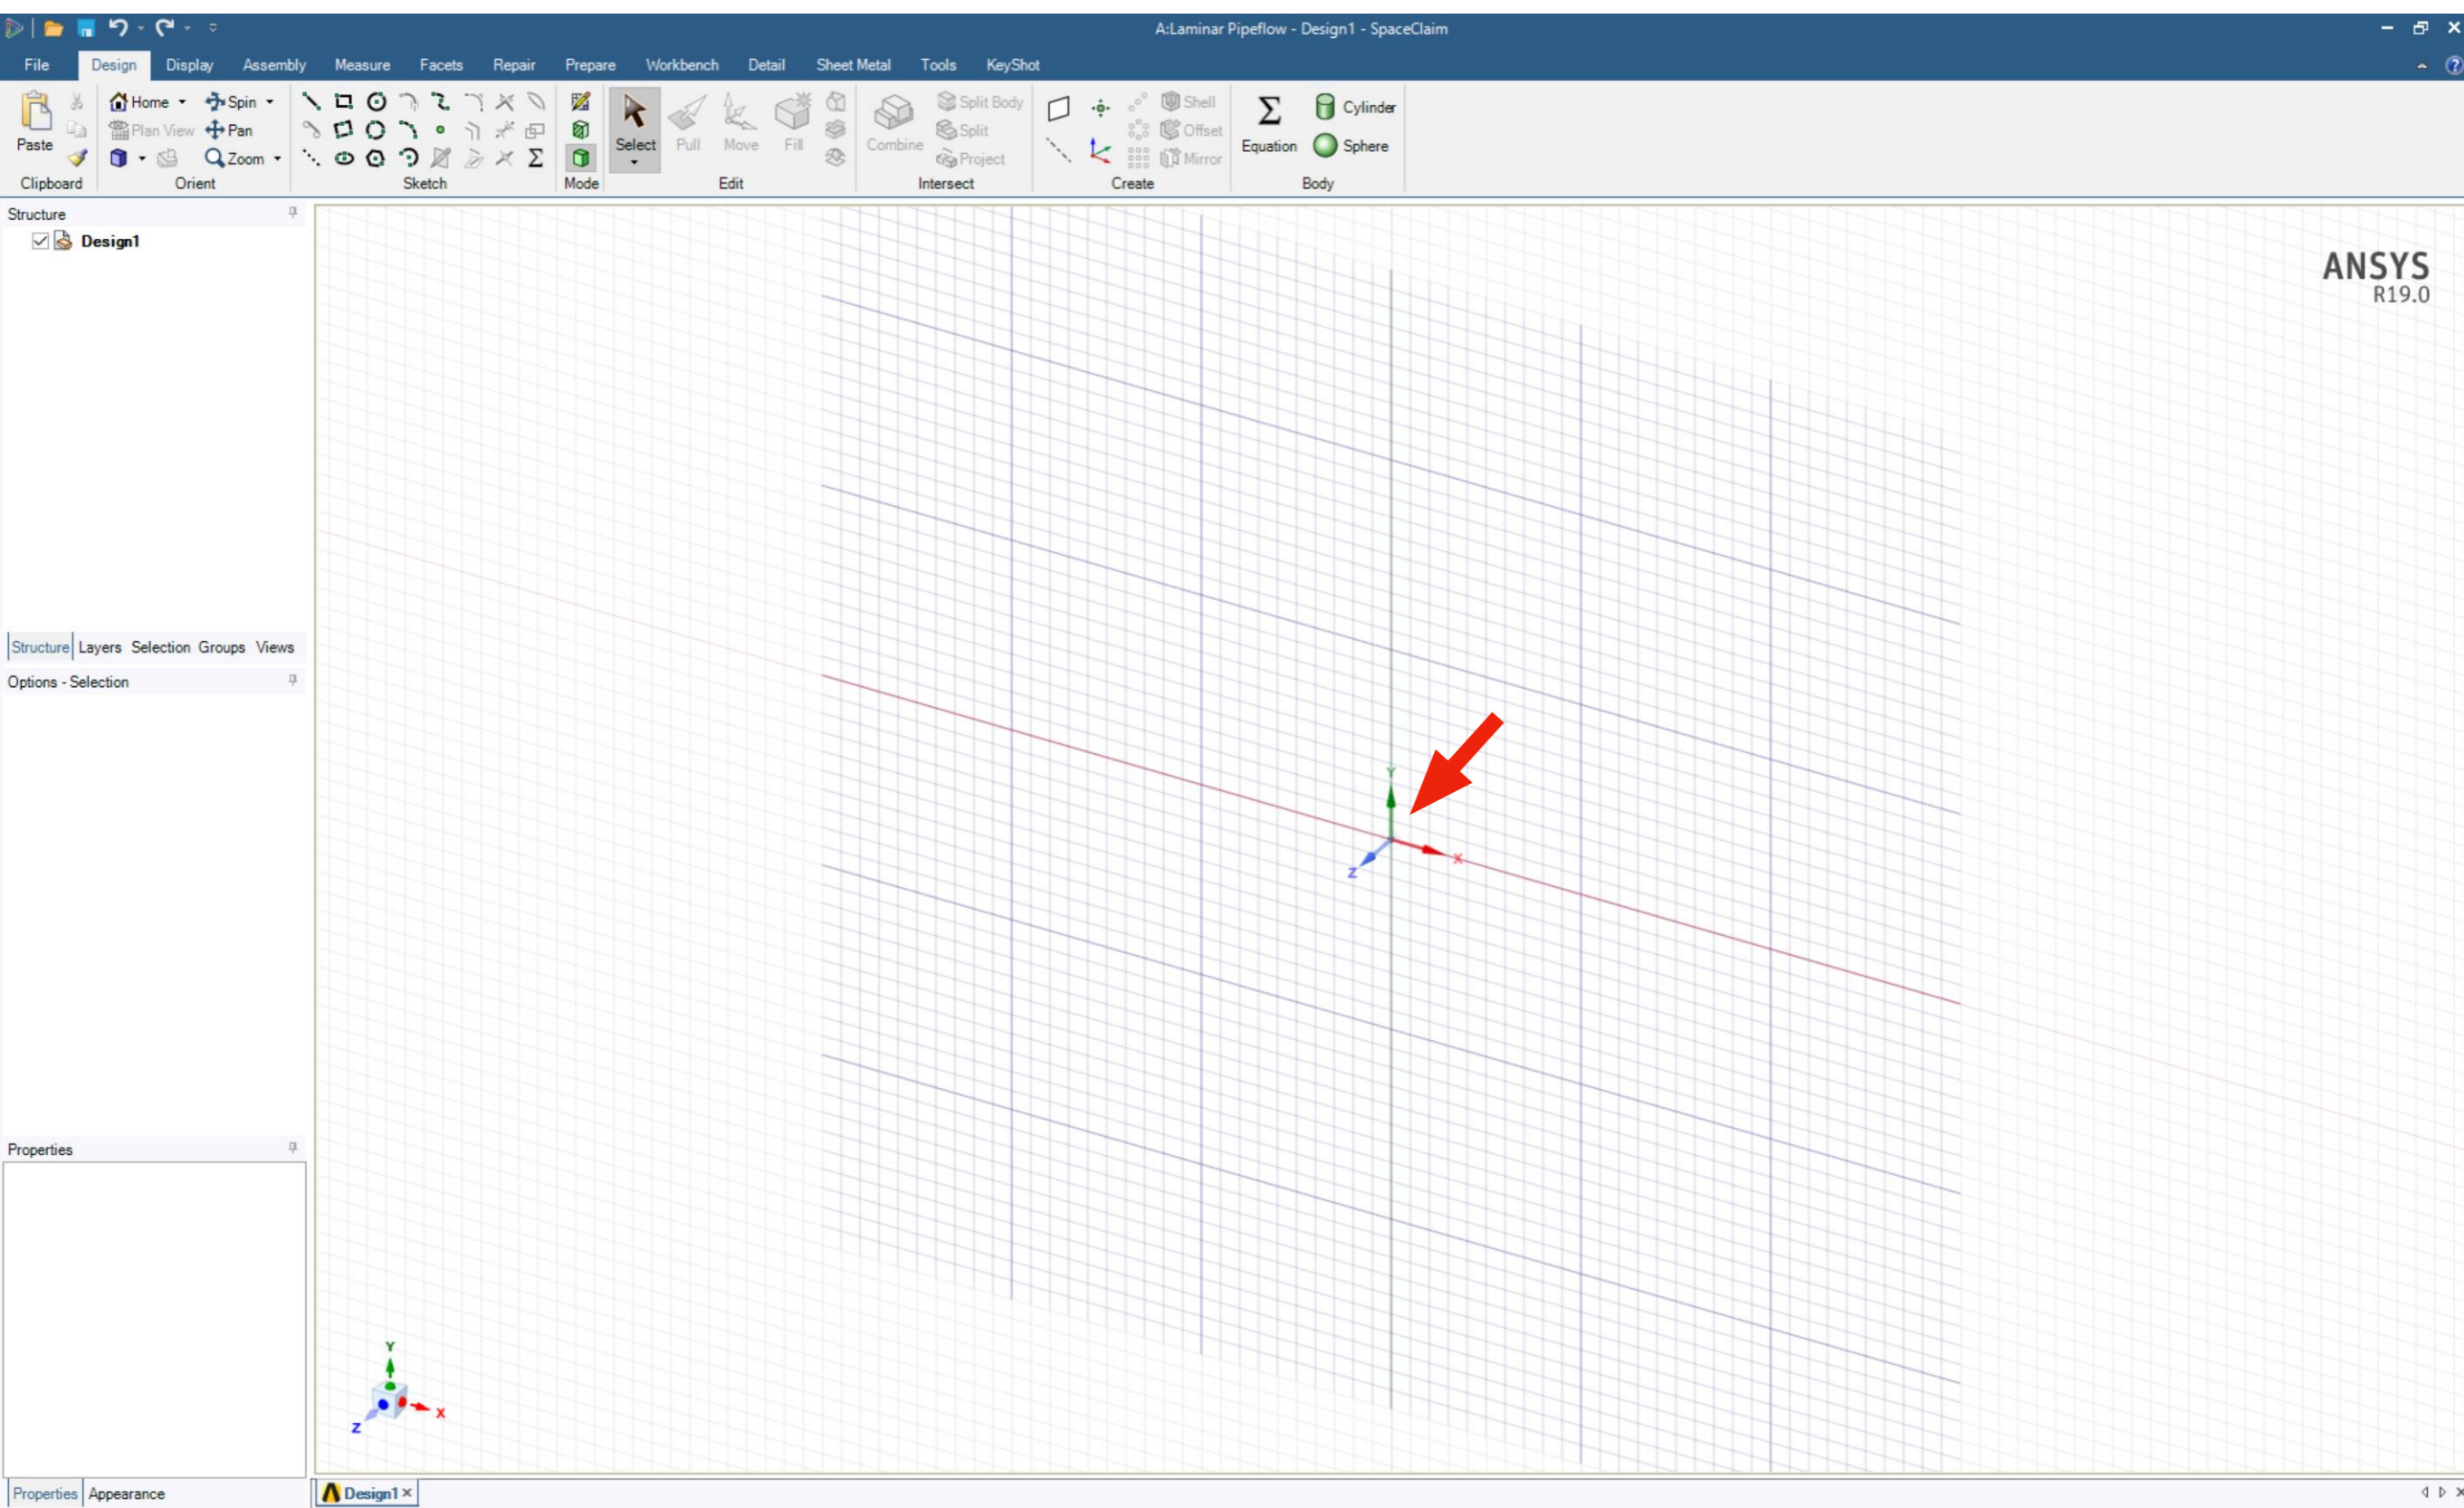 A:Laminar Pipeflow - Design1 - SpaceClaim
File Design Display Assembly Measure Facets Repair Prepare Workbench Detail Sheet Metal Tools KeyShot
Paste
Clipboard
Home Spin
Plan View Pan
Zoom
Orient
Sketch
Mode
Select Pull Move Fill
Edit
Combine
Split Body
Split
Project
Intersect
Shell
Offset
Mirror
Create
Σ
Equation
Cylinder
Sphere
Body
Structure
Design1
Structure Layers Selection Groups Views
Options - Selection
Properties
Properties Appearance
ANSYS
R19.0
Y
X
Z
Y
X
Z
Design1